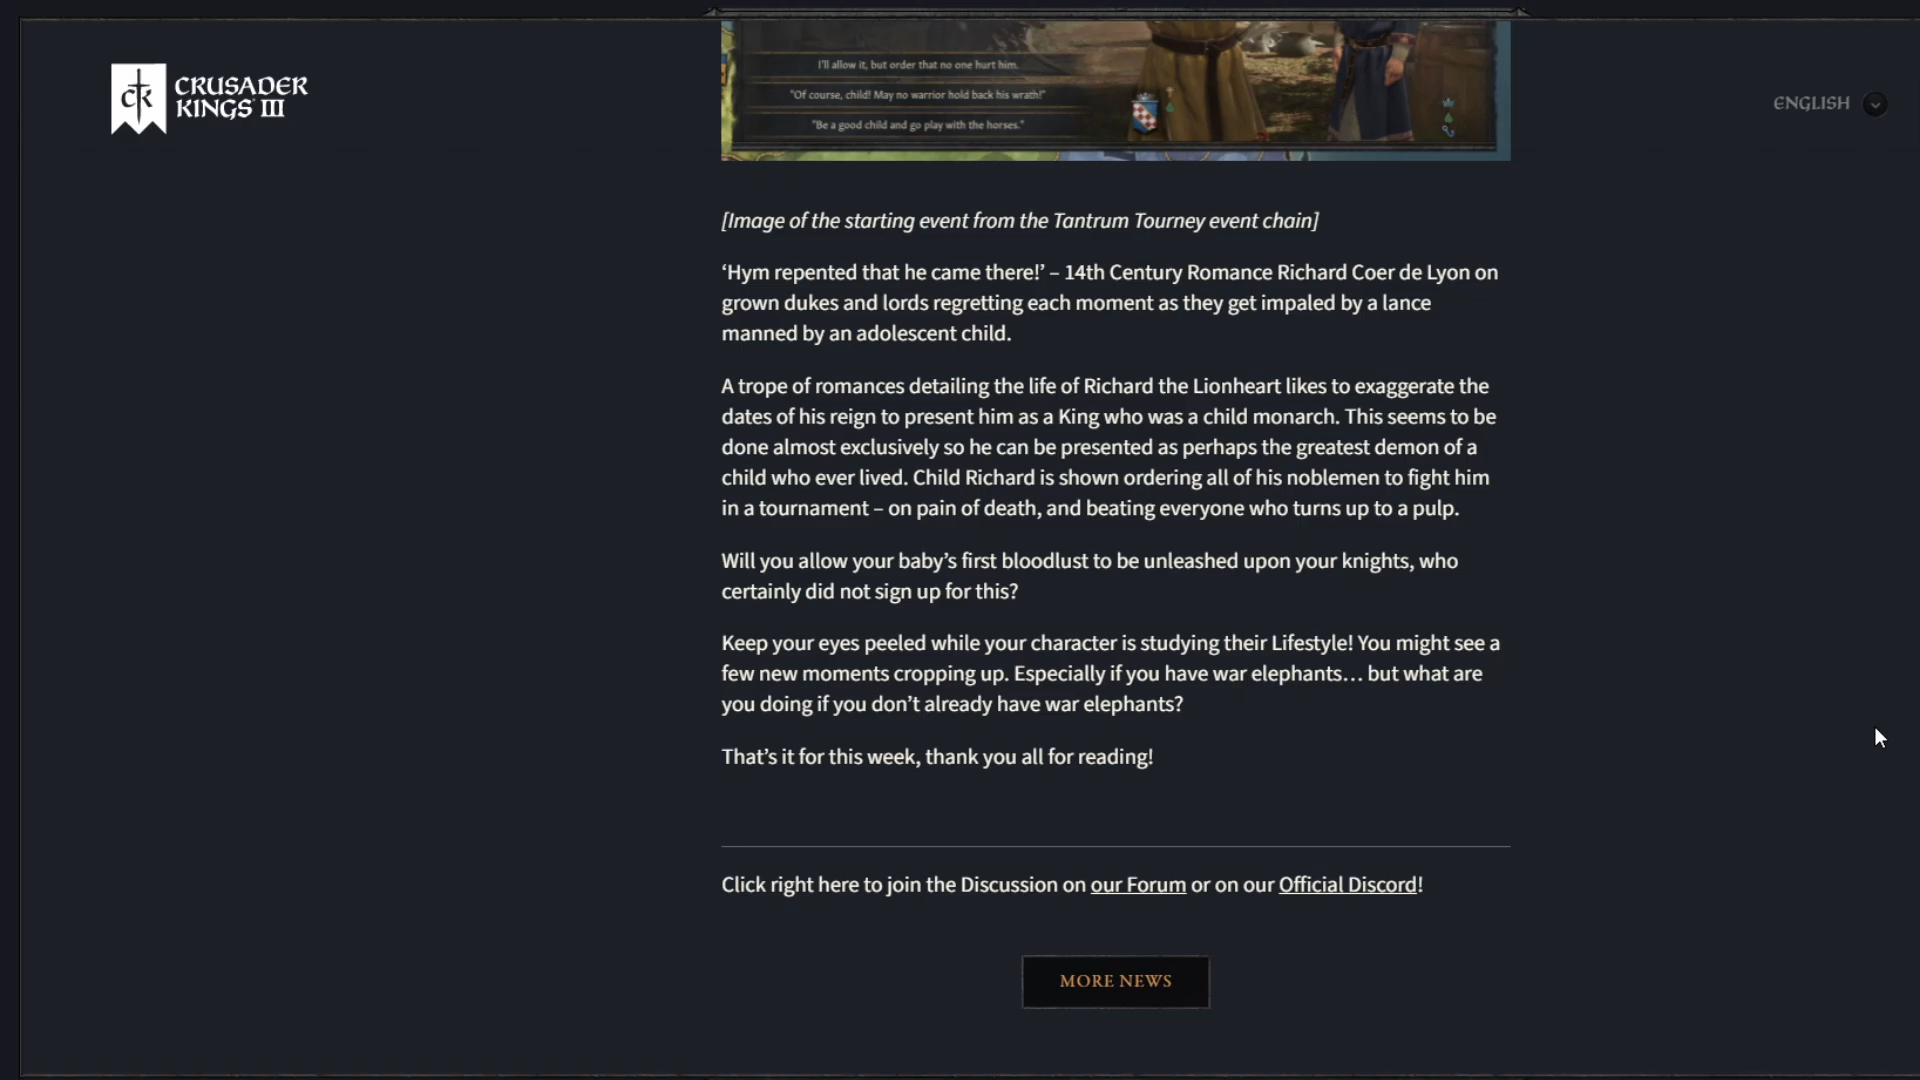 CRUSADER
KINGS III
ENGLISH
I'll allow it, but order that no one hurt him.
"Of course, child! May no warrior hold back his wrath!"
"Be a good child and go play with the horses."
[Image of the starting event from the Tantrum Tourney event chain]
‘Hym repented that he came there!’ – 14th Century Romance Richard Coer de Lyon on
grown dukes and lords regretting each moment as they get impaled by a lance
manned by an adolescent child.
A trope of romances detailing the life of Richard the Lionheart likes to exaggerate the
dates of his reign to present him as a King who was a child monarch. This seems to be
done almost exclusively so he can be presented as perhaps the greatest demon of a
child who ever lived. Child Richard is shown ordering all of his noblemen to fight him
in a tournament – on pain of death, and beating everyone who turns up to a pulp.
Will you allow your baby’s first bloodlust to be unleashed upon your knights, who
certainly did not sign up for this?
Keep your eyes peeled while your character is studying their Lifestyle! You might see a
few new moments cropping up. Especially if you have war elephants… but what are
you doing if you don’t already have war elephants?
That’s it for this week, thank you all for reading!
Click right here to join the Discussion on our Forum or on our Official Discord!
MORE NEWS